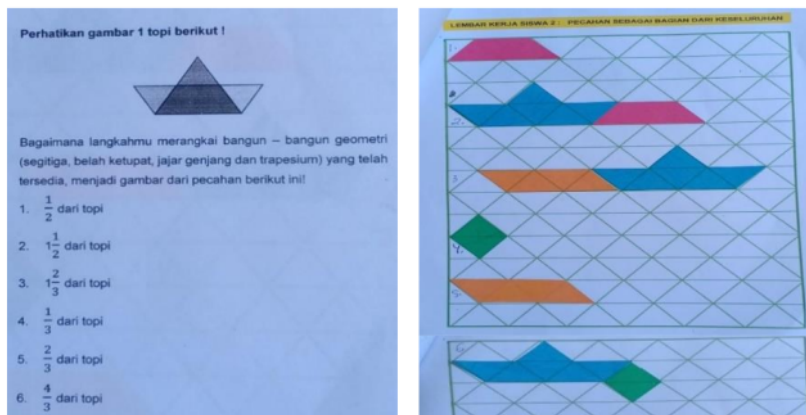 Perhatikan gambar 1 topi berikut !
Bagaimana langkahmu merangkai bangun – bangun geometri
(segitiga, belah ketupat, jajar genjang dan trapesium) yang telah
tersedia, menjadi gambar dari pecahan berikut ini!
1. 1/2 dari topi
2. 1 1/2 dari topi
3. 1 2/3 dari topi
4. 1/3 dari topi
5. 2/3 dari topi
6. 4/3 dari topi
LEMBAR KERJA SISWA 2 : PECAHAN SEBAGAI BAGIAN DARI KESELURUHAN
1.
2.
3
4.
5.
6